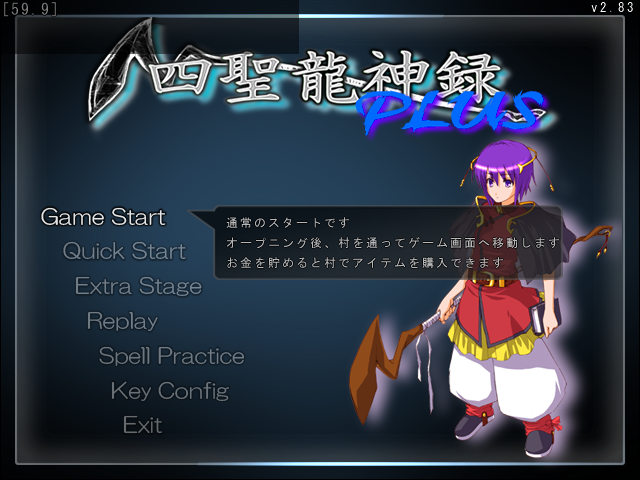 [59.9]
v2.83
四聖龍神録
PLUS
Game Start
通常のスタートです
オープニング後、村を通ってゲーム画面へ移動します
お金を貯めると村でアイテムを購入できます
Quick Start
Extra Stage
Replay
Spell Practice
Key Config
Exit